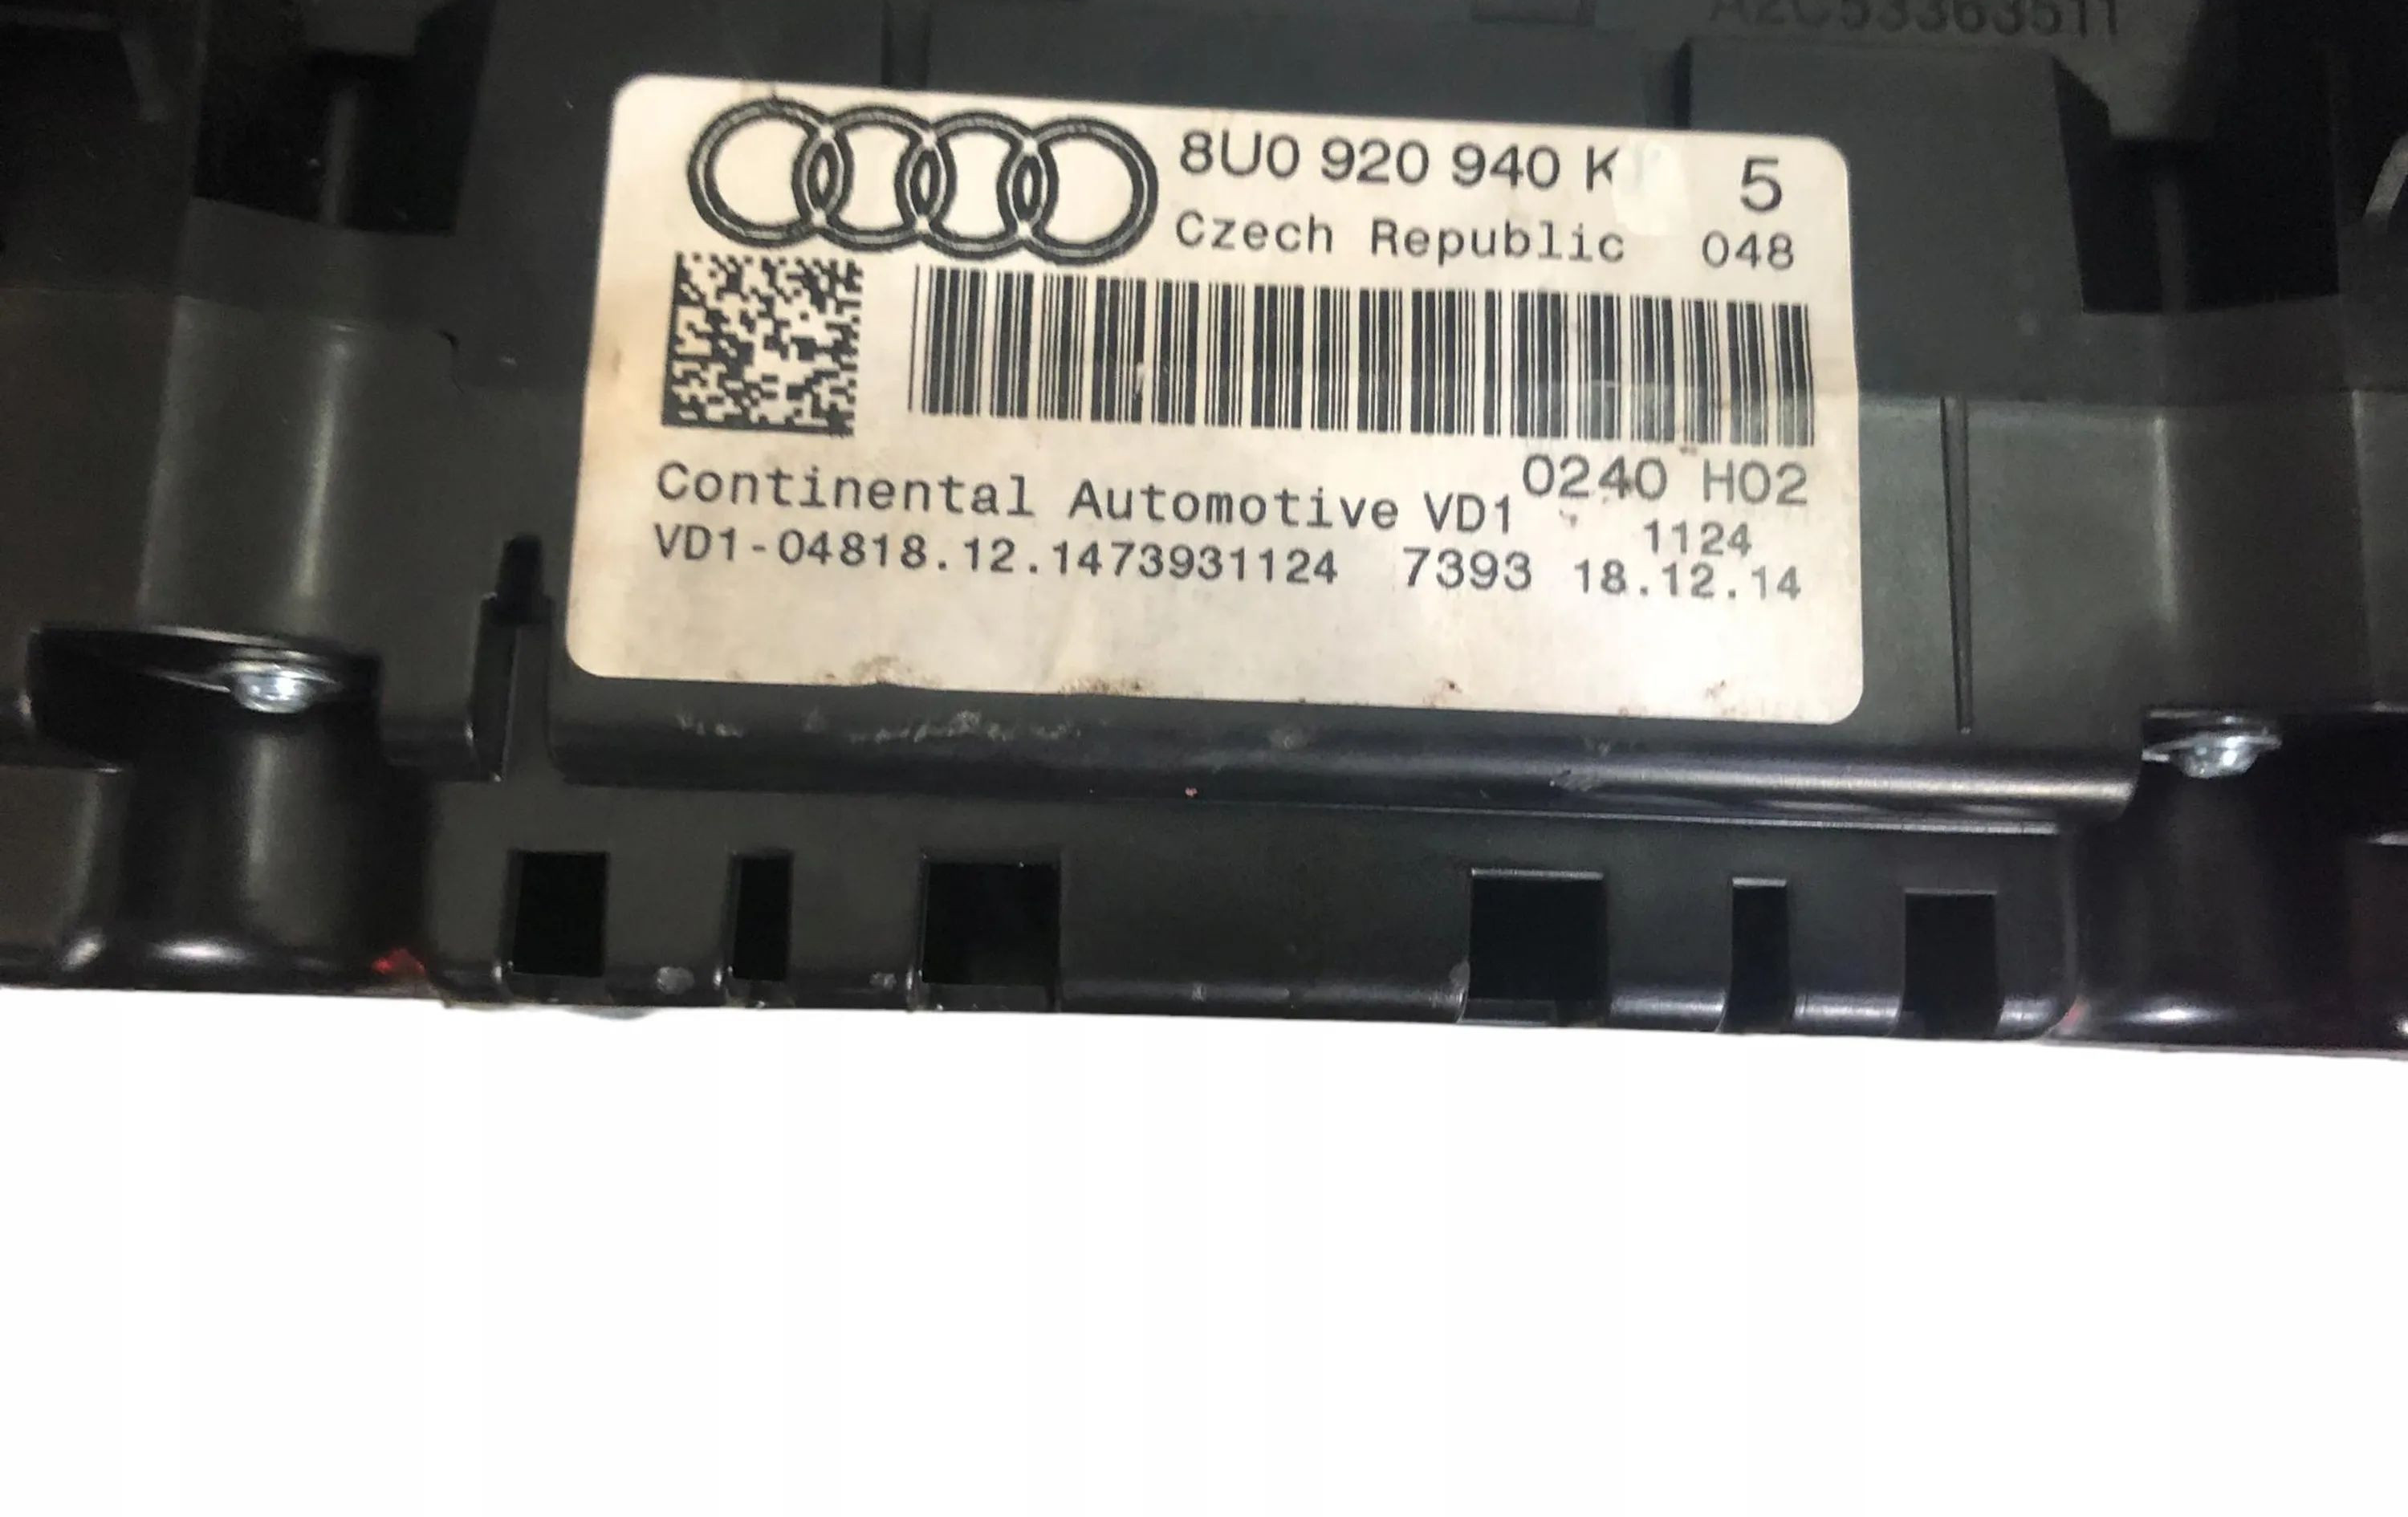 A2C53363511
8U0 920 940 K 5
Czech Republic 048
0240 H02
Continental Automotive VD1
1124
VD1-04818.12.1473931124 7393 18.12.14